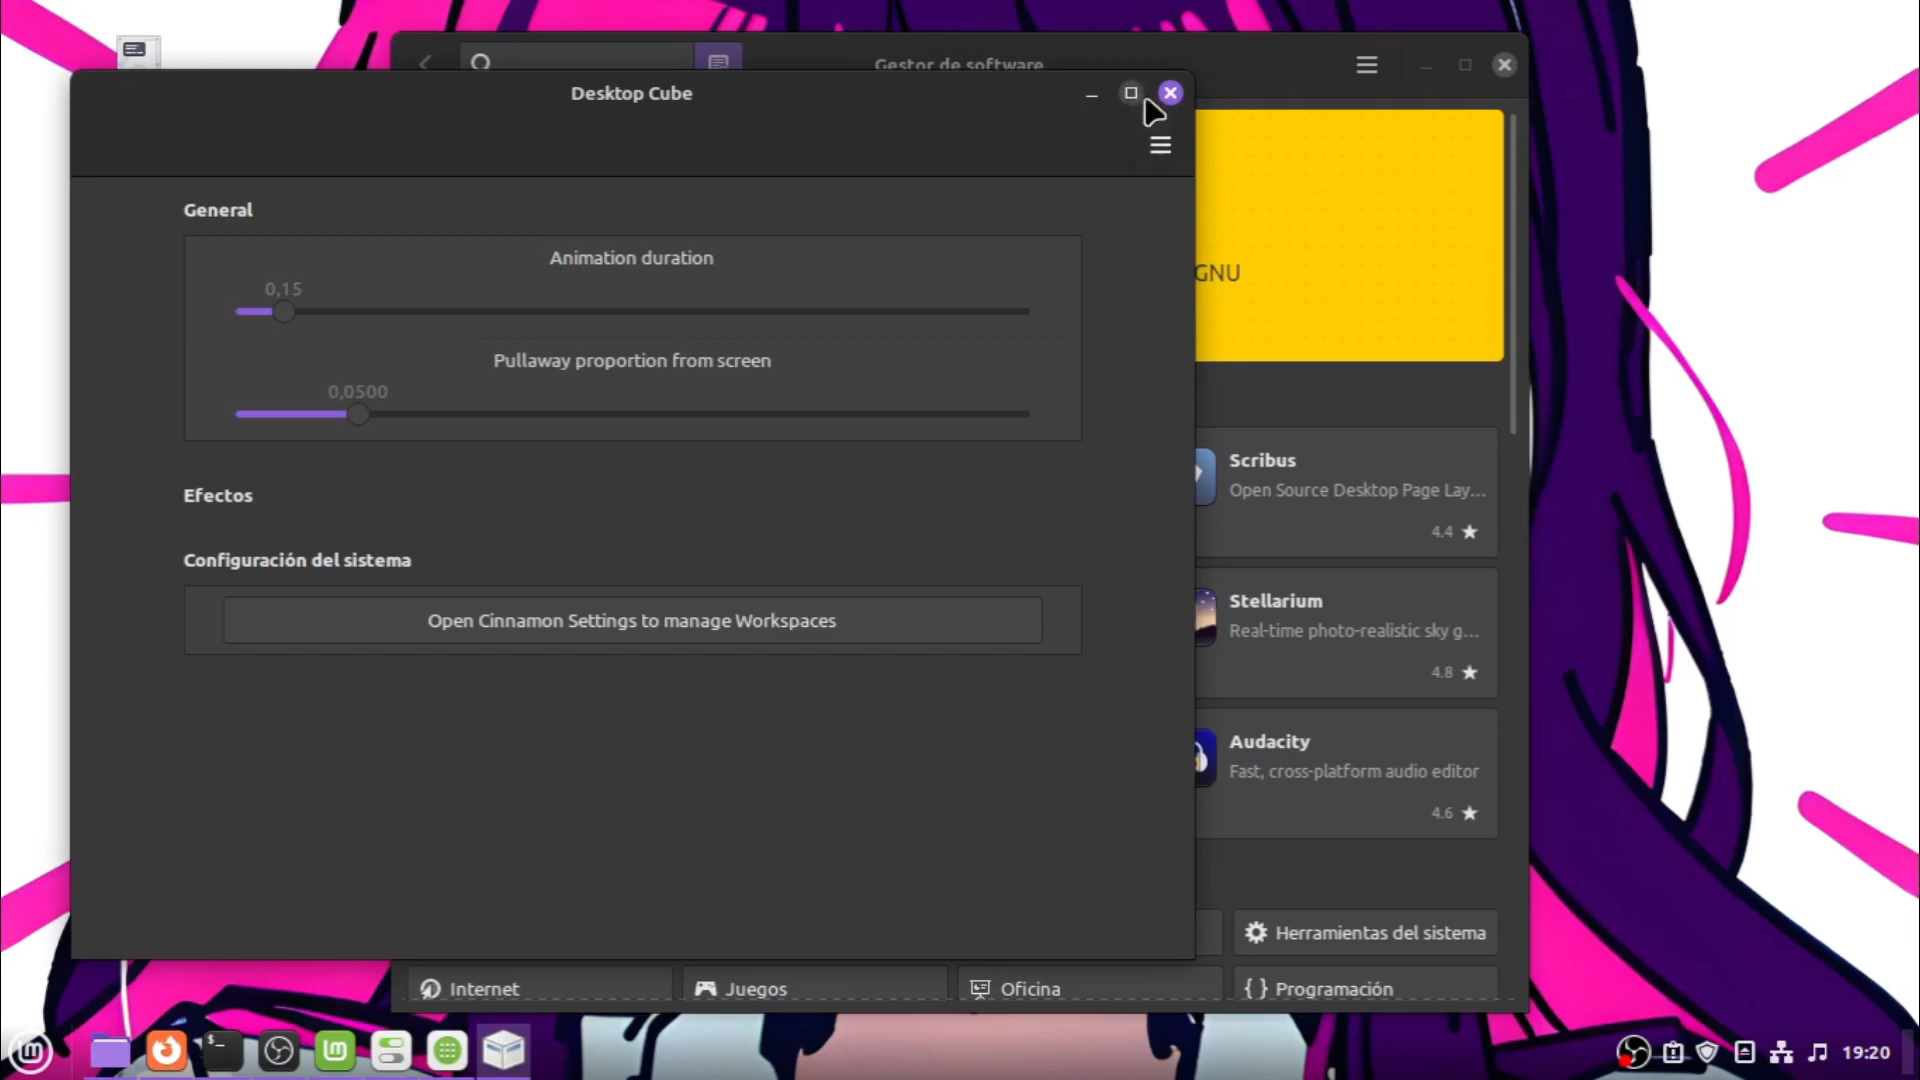 Gestor de software
Desktop Cube
General
Animation duration
0,15
GNU
Pullaway proportion from screen
0,0500
Scribus
Open Source Desktop Page Lay...
4.4
Efectos
Configuración del sistema
Open Cinnamon Settings to manage Workspaces
Stellarium
Real-time photo-realistic sky g...
4.8
Audacity
Fast, cross-platform audio editor
4.6
Herramientas del sistema
Internet
Juegos
Oficina
{ } Programación
$_
19:20